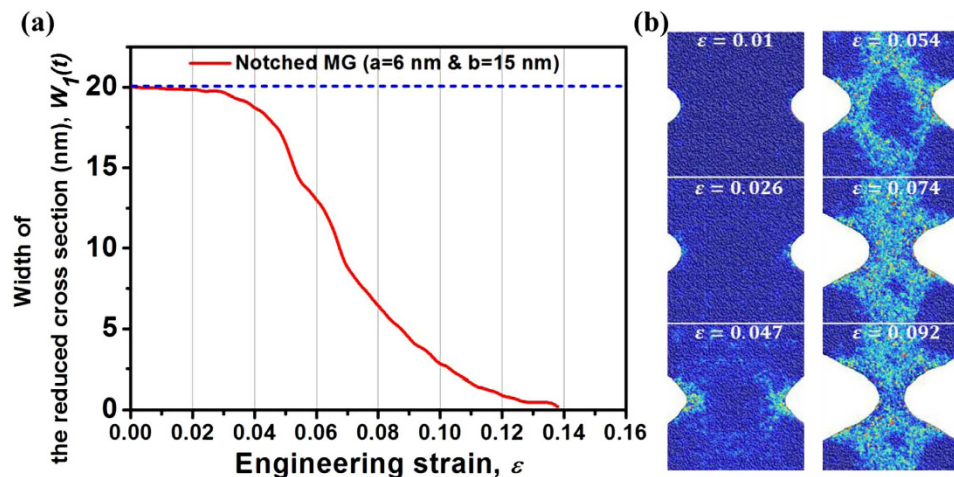 (a)
Width of
the reduced cross section (nm), W₁(t)
20
15
10
5
0
Notched MG (a=6 nm & b=15 nm)
0.00 0.02 0.04 0.06 0.08 0.10 0.12 0.14 0.16
Engineering strain, ε
(b)
ε = 0.01
ε = 0.054
ε = 0.026
ε = 0.074
ε = 0.047
ε = 0.092